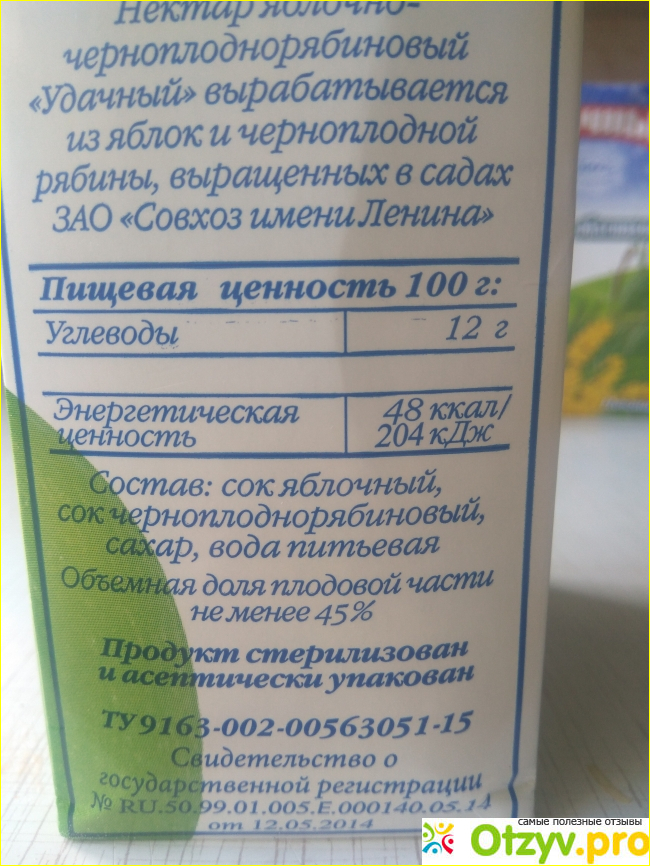 Нектар яблочно-
черноплоднорябиновый
«Удачный» вырабатывается
из яблок и черноплодной
рябины, выращенных в садах
ЗАО «Совхоз имени Ленина»
Пищевая ценность 100 г:
Углеводы 12 г
Энергетическая 48 ккал/
ценность 204 кДж
Состав: сок яблочный,
сок черноплоднорябиновый,
сахар, вода питьевая
Объемная доля плодовой части
не менее 45%
Продукт стерилизован
и асептически упакован
ТУ 9163-002-00563051-15
Свидетельство о
государственной регистрации
№ RU.50.99.01.005.Е.000140.05.14
от 12.05.2014
самые полезные отзывы
Otzyv.pro